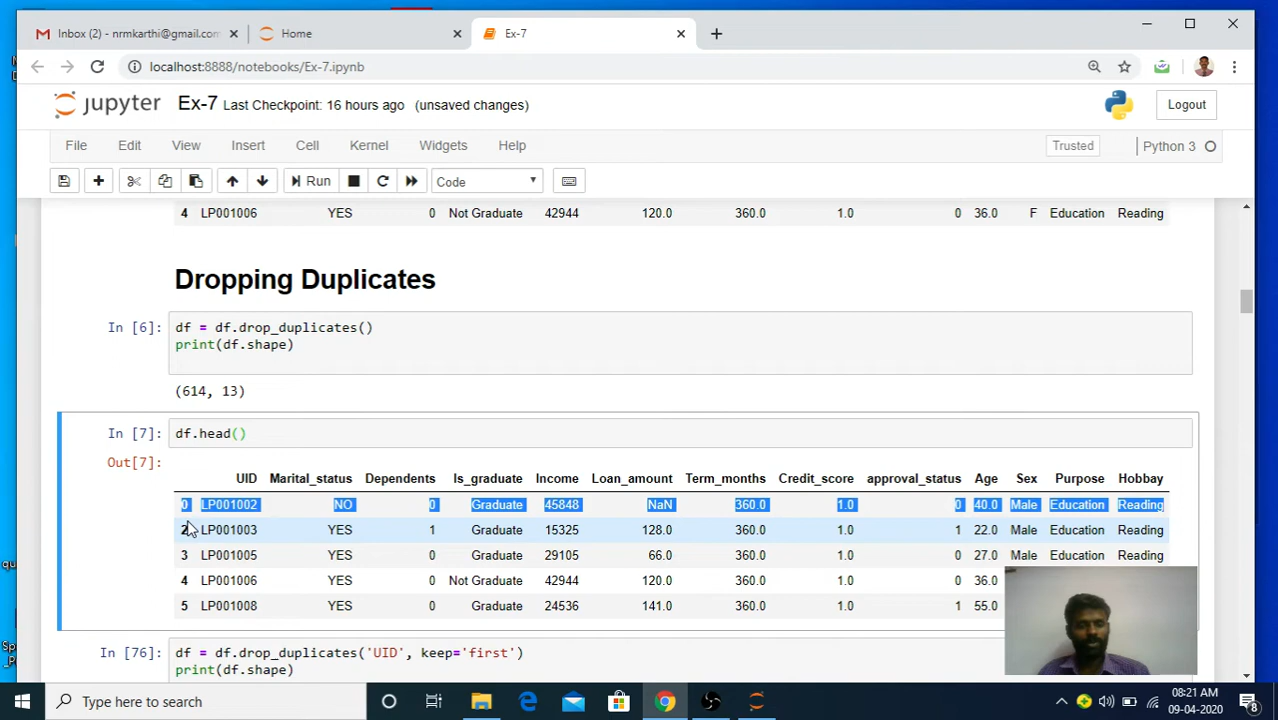 Inbox (2) - nrmkarthi@gmail.com
Home
Ex-7
localhost:8888/notebooks/Ex-7.ipynb
jupyter Ex-7 Last Checkpoint: 16 hours ago (unsaved changes)
Logout
File Edit View Insert Cell Kernel Widgets Help
Trusted
Python 3
Run
Code
4 LP001006 YES 0 Not Graduate 42944 120.0 360.0 1.0 0 36.0 F Education Reading
Dropping Duplicates
In [6]: df = df.drop_duplicates()
print(df.shape)
(614, 13)
In [7]: df.head()
Out[7]:
UID Marital_status Dependents Is_graduate Income Loan_amount Term_months Credit_score approval_status Age Sex Purpose Hobbay
0 LP001002 NO 0 Graduate 45848 NaN 360.0 1.0 0 40.0 Male Education Reading
2 LP001003 YES 1 Graduate 15325 128.0 360.0 1.0 1 22.0 Male Education Reading
3 LP001005 YES 0 Graduate 29105 66.0 360.0 1.0 1 27.0 Male Education Reading
4 LP001006 YES 0 Not Graduate 42944 120.0 360.0 1.0 0 36.0
5 LP001008 YES 0 Graduate 24536 141.0 360.0 1.0 1 55.0
In [76]: df = df.drop_duplicates('UID', keep='first')
print(df.shape)
Type here to search
08:21 AM
09-04-2020
8